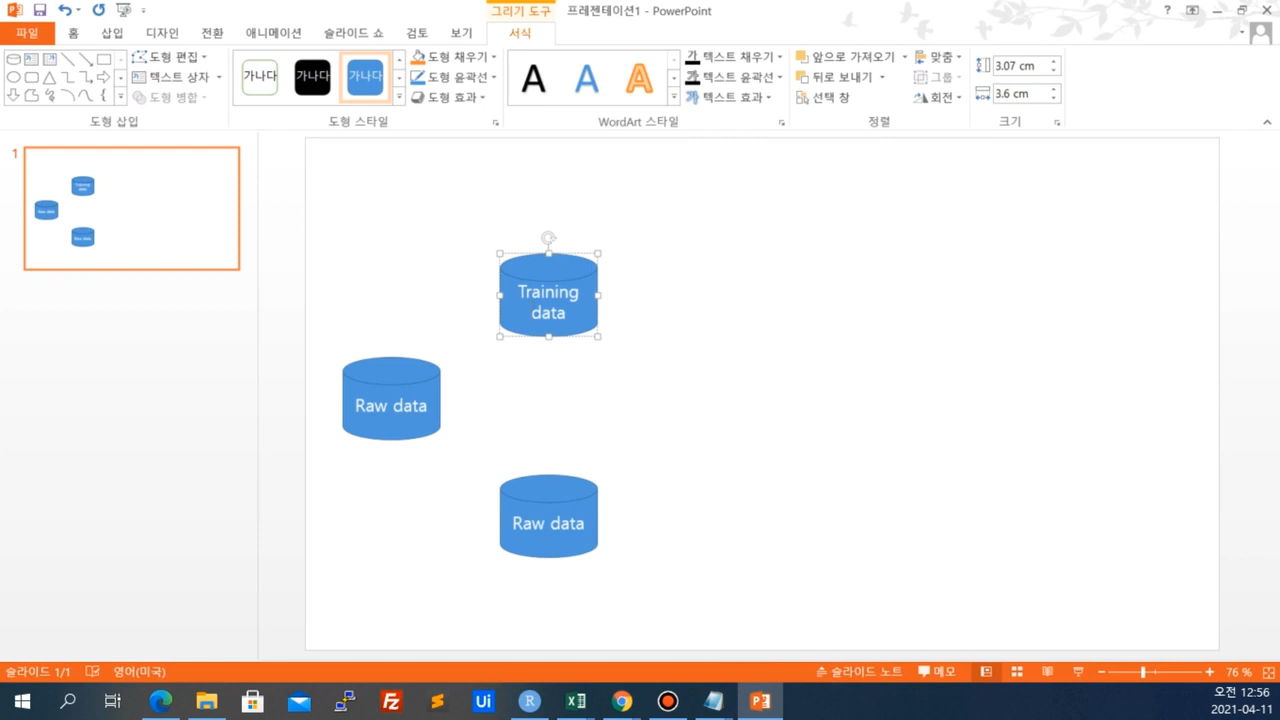 그리기 도구
프레젠테이션1 - PowerPoint
파일
홈
삽입
디자인
전환
애니메이션
슬라이드 쇼
검토
보기
서식
도형 편집
텍스트 상자
도형 병합
도형 삽입
가나다
가나다
가나다
도형 채우기
도형 윤곽선
도형 효과
도형 스타일
A
A
A
텍스트 채우기
텍스트 윤곽선
텍스트 효과
WordArt 스타일
앞으로 가져오기
뒤로 보내기
선택 창
맞춤
그룹
회전
정렬
3.07 cm
3.6 cm
크기
1
Training
data
Raw data
Raw data
Training
data
Raw data
Raw data
슬라이드 1/1
영어(미국)
슬라이드 노트
메모
76 %
Fz
Ui
R
오전 12:56
2021-04-11